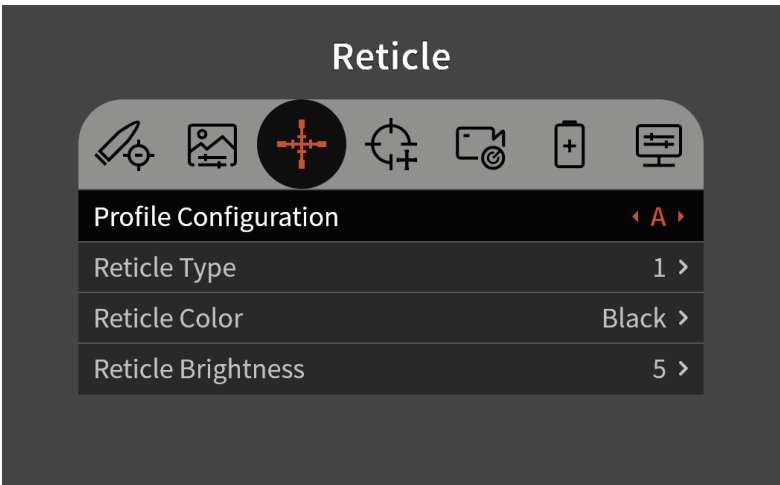 Reticle
Profile Configuration A
Reticle Type 1
Reticle Color Black
Reticle Brightness 5